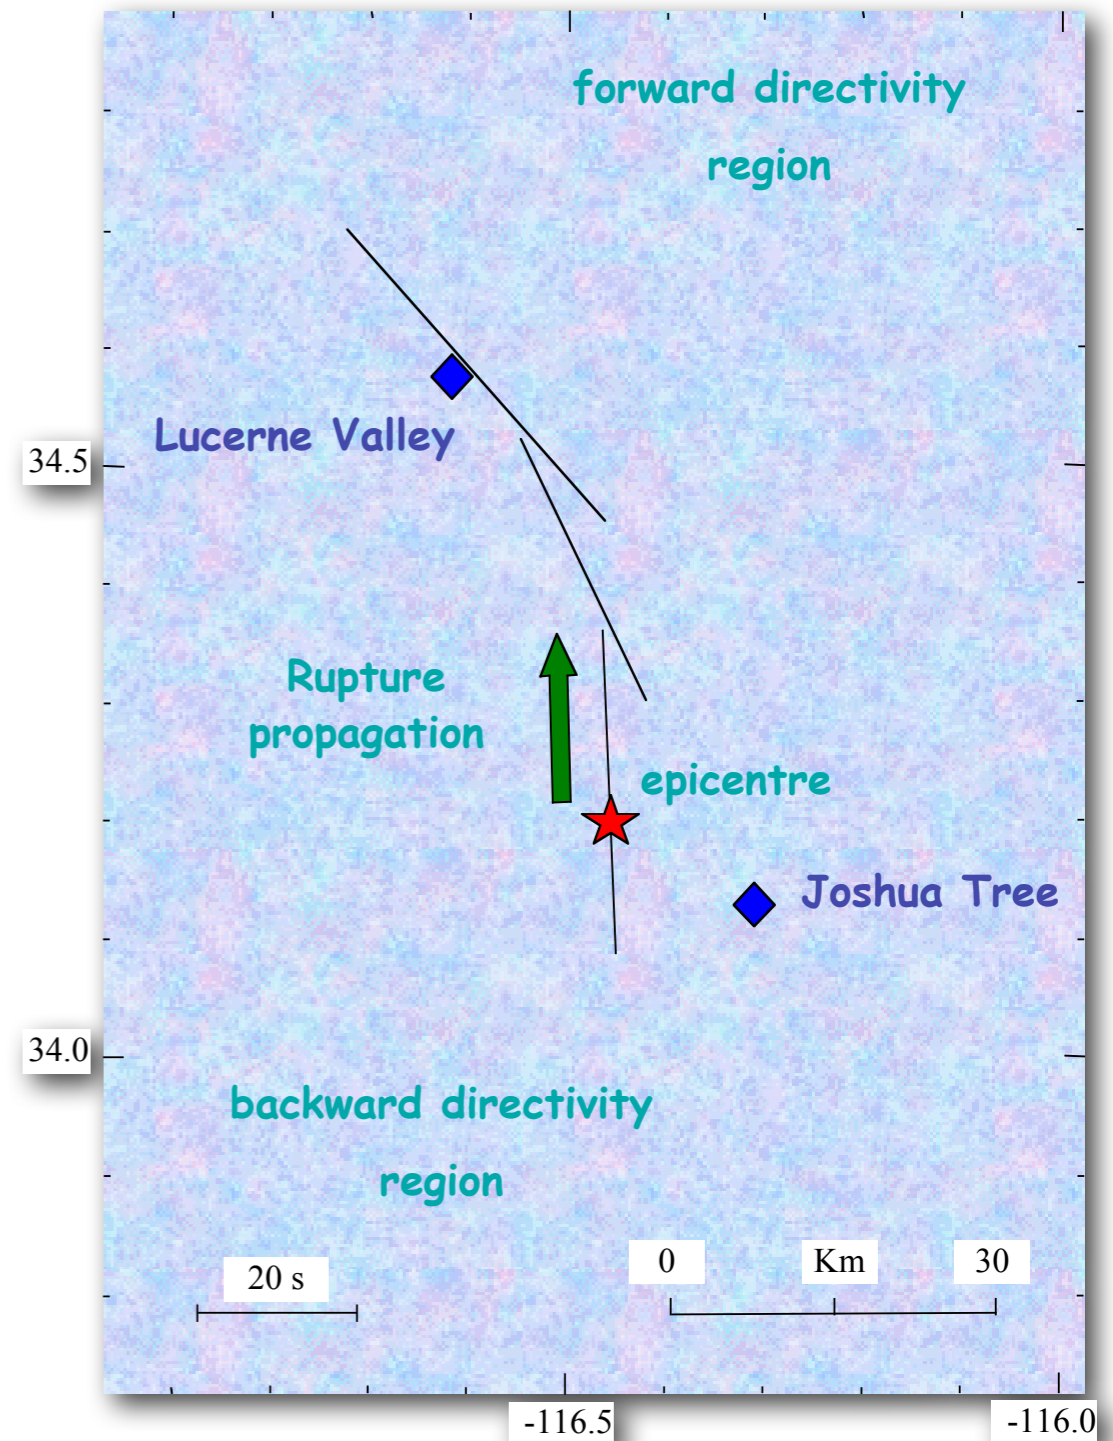 forward directivity
region
Lucerne Valley
34.5
Rupture
propagation
epicentre
Joshua Tree
34.0
backward directivity
region
20 s
0 Km 30
-116.5 -116.0